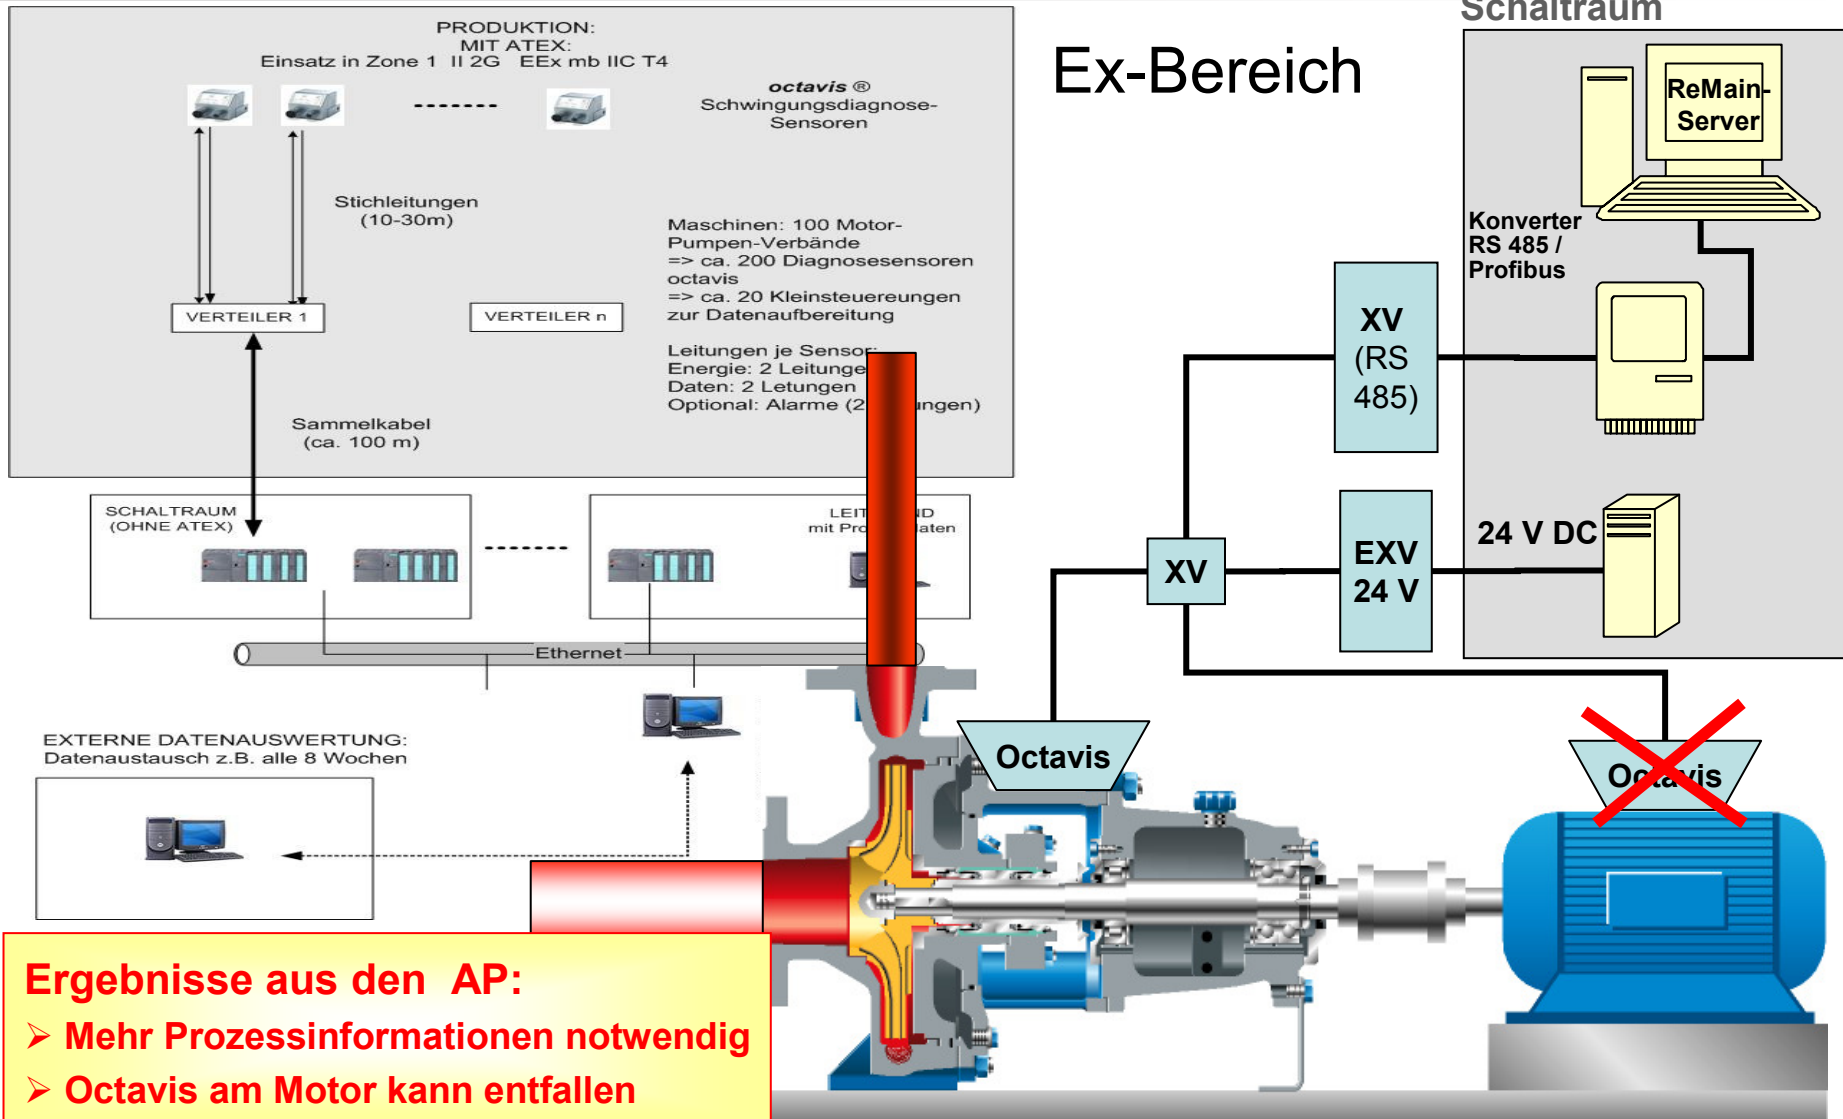 Schaltraum
PRODUKTION:
MIT ATEX:
Einsatz in Zone 1 II 2G EEx mb IIC T4
octavis ®
Schwingungsdiagnose-
Sensoren
Stichleitungen
(10-30m)
Maschinen: 100 Motor-
Pumpen-Verbände
=> ca. 200 Diagnosesensoren
octavis
=> ca. 20 Kleinsteuereungen
zur Datenaufbereitung
VERTEILER 1
VERTEILER n
Leitungen je Sensor:
Energie: 2 Leitunge
Daten: 2 Letungen
Optional: Alarme (2 ungen)
Sammelkabel
(ca. 100 m)
SCHALTRAUM
(OHNE ATEX)
LEIT ND
mit Pro daten
Ethernet
EXTERNE DATENAUSWERTUNG:
Datenaustausch z.B. alle 8 Wochen
Ex-Bereich
ReMain-
Server
Konverter
RS 485 /
Profibus
XV
(RS
485)
24 V DC
XV
EXV
24 V
Octavis
Octavis
Ergebnisse aus den AP:
➢ Mehr Prozessinformationen notwendig
➢ Octavis am Motor kann entfallen